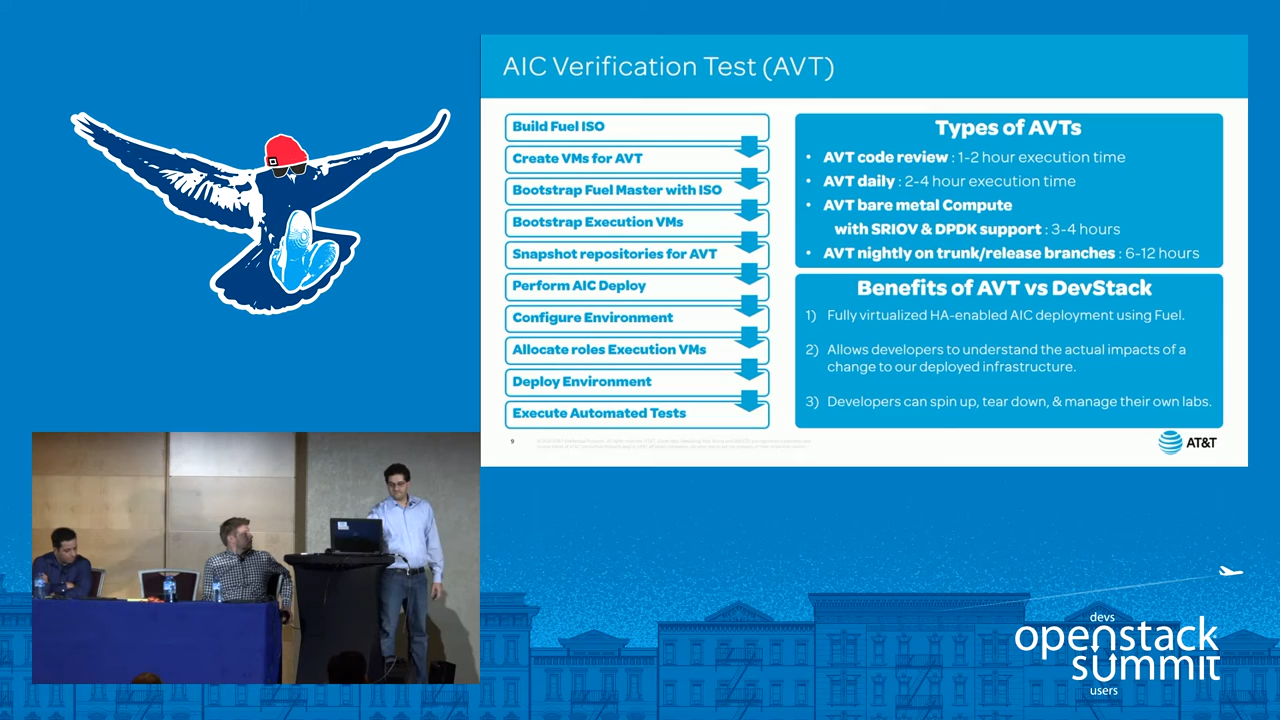 AIC Verification Test (AVT)
Build Fuel ISO
Create VMs for AVT
Bootstrap Fuel Master with ISO
Bootstrap Execution VMs
Snapshot repositories for AVT
Perform AIC Deploy
Configure Environment
Allocate roles Execution VMs
Deploy Environment
Execute Automated Tests
Types of AVTs
• AVT code review : 1-2 hour execution time
• AVT daily : 2-4 hour execution time
• AVT bare metal Compute
with SRIOV & DPDK support : 3-4 hours
• AVT nightly on trunk/release branches : 6-12 hours
Benefits of AVT vs DevStack
1) Fully virtualized HA-enabled AIC deployment using Fuel.
2) Allows developers to understand the actual impacts of a
change to our deployed infrastructure.
3) Developers can spin up, tear down, & manage their own labs.
9
AT&T
devs
openstack
summit
users